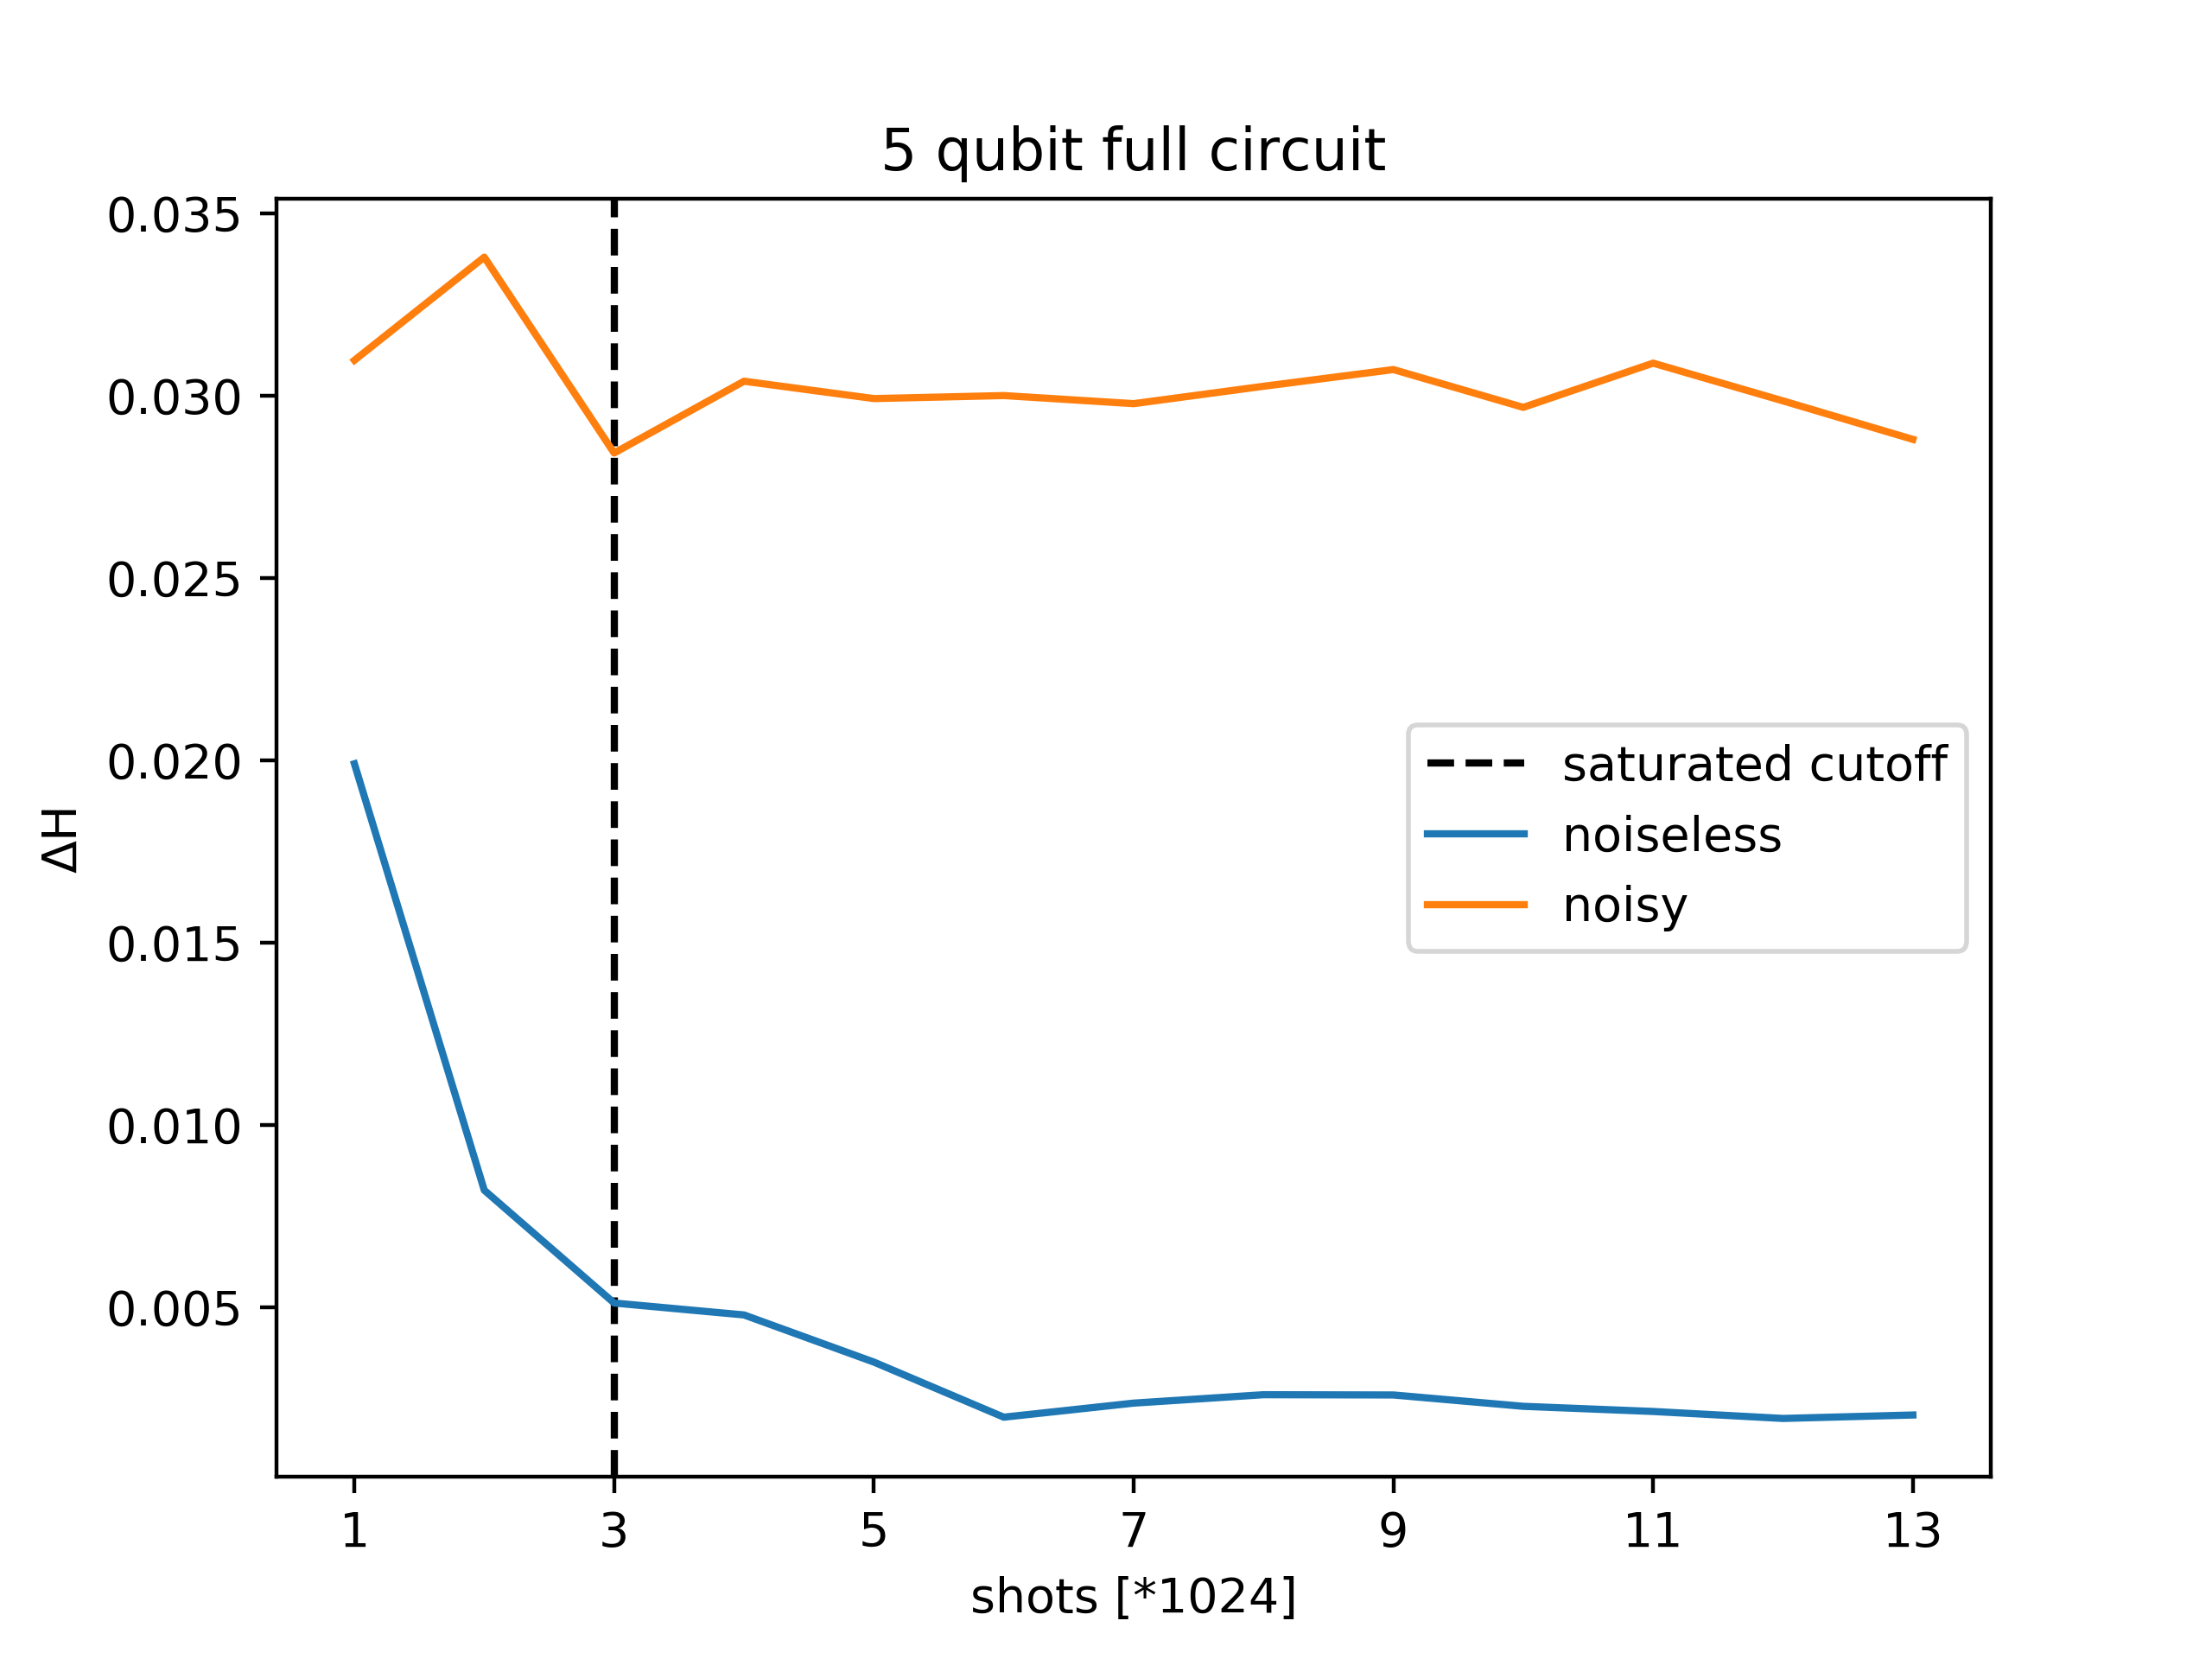 5 qubit full circuit
0.035
0.030
0.025
0.020
0.015
0.010
0.005
ΔH
saturated cutoff
noiseless
noisy
1 3 5 7 9 11 13
shots [*1024]